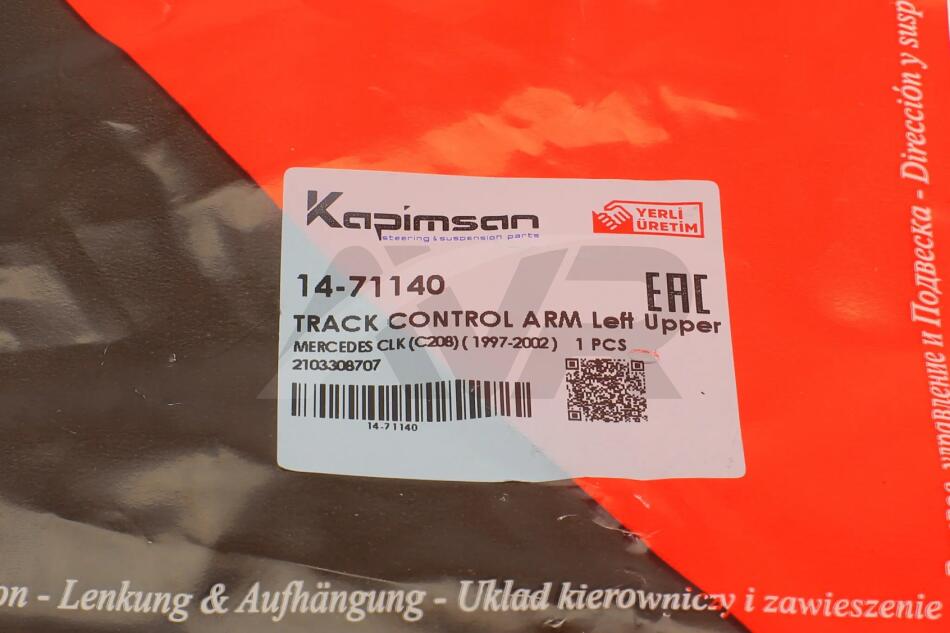 Kapimsan
steering & suspension parts
YERLİ
ÜRETİM
14-71140
EAC
TRACK CONTROL ARM Left Upper
MERCEDES CLK (C208) ( 1997-2002 ) 1 PCS
2103308707
14-71140
AVR
on - Lenkung & Aufhängung - Układ kierowniczy i zawieszenie
управление и Подвеска - Dirección y susp